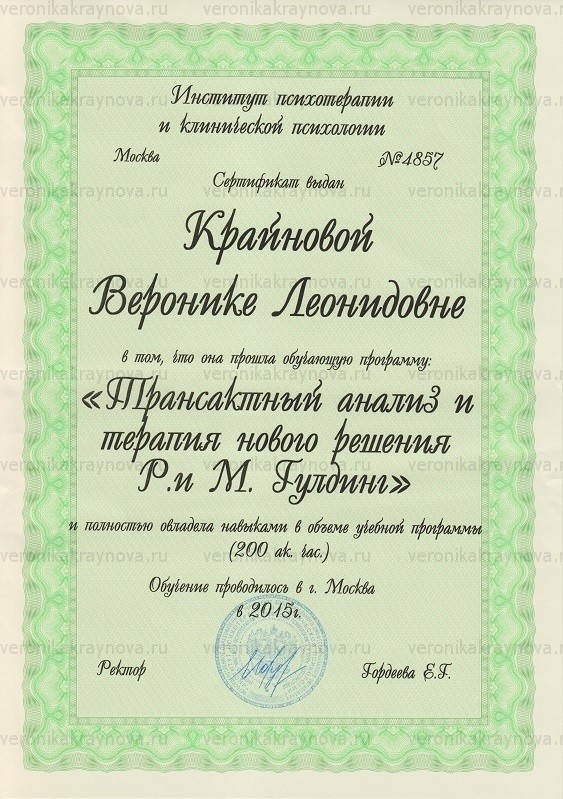 Институт психотерапии
и клинической психологии
Москва №4857
Сертификат выдан
Крайновой
Веронике Леонидовне
в том, что она прошла обучающую программу:
«Трансактный анализ и
терапия нового решения
Р.и М. Гулдинг»
и полностью овладела навыками в объеме учебной программы
(200 ак. час.)
Обучение проводилось в г. Москва
в 2015г.
Ректор Гордеева Е.Г.
veronikakraynova.ru